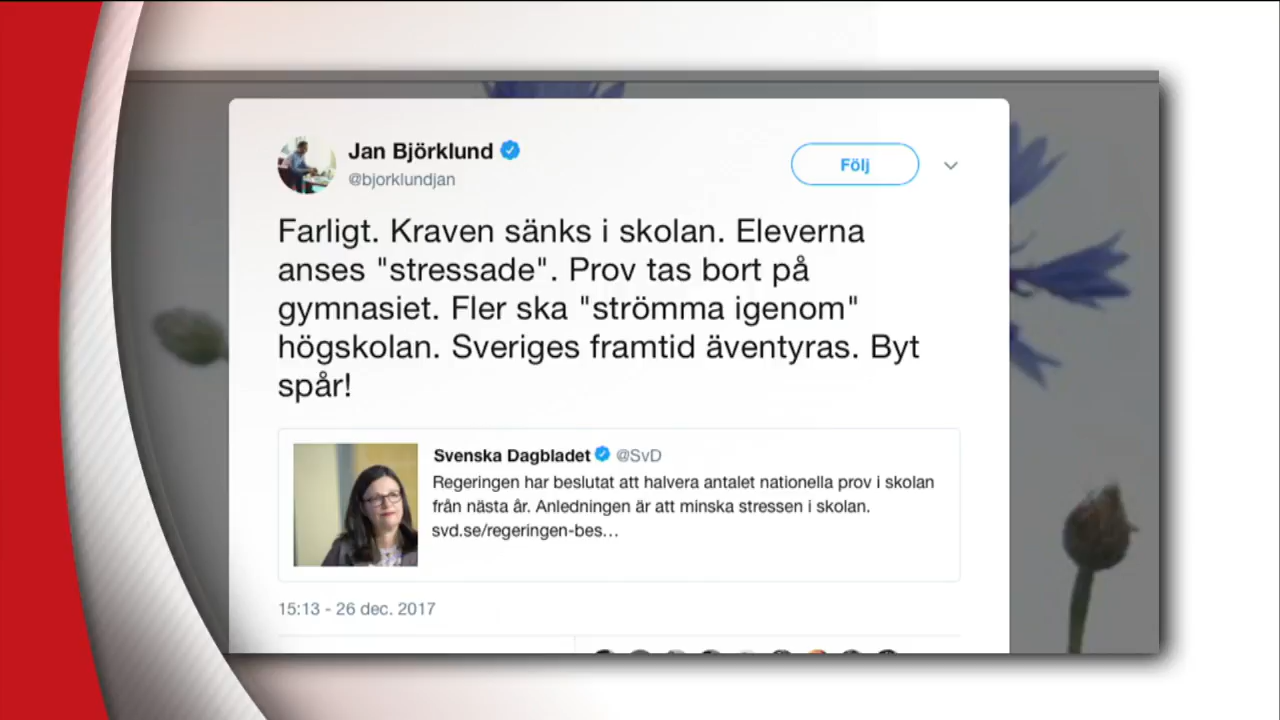 Jan Björklund
@bjorklundjan
Följ
Farligt. Kraven sänks i skolan. Eleverna
anses "stressade". Prov tas bort på
gymnasiet. Fler ska "strömma igenom"
högskolan. Sveriges framtid äventyras. Byt
spår!
Svenska Dagbladet @SvD
Regeringen har beslutat att halvera antalet nationella prov i skolan
från nästa år. Anledningen är att minska stressen i skolan.
svd.se/regeringen-bes…
15:13 - 26 dec. 2017